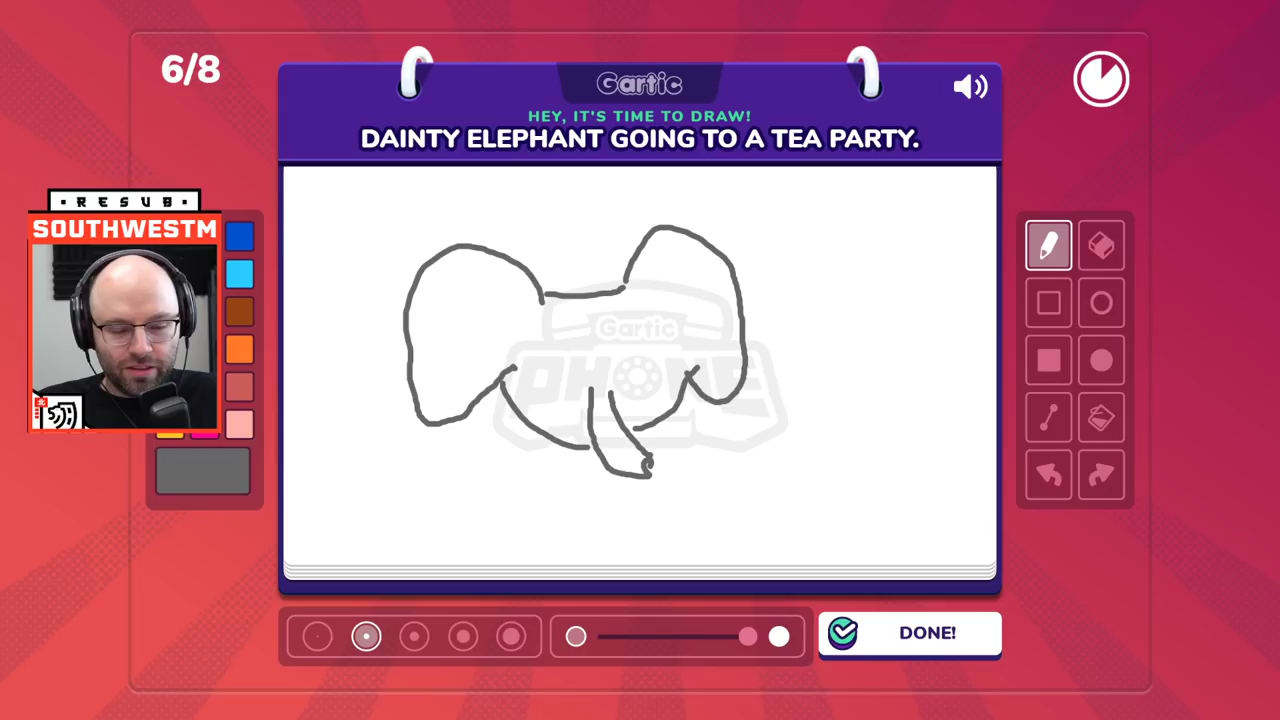 6/8
Gartic
HEY, IT'S TIME TO DRAW!
DAINTY ELEPHANT GOING TO A TEA PARTY.
• RESUB •
SOUTHWESTM
Gartic
PHONE
DONE!